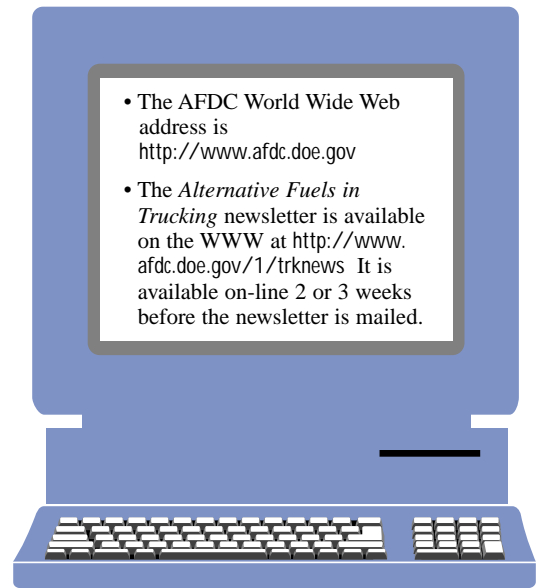 • The AFDC World Wide Web
address is
http://www.afdc.doe.gov
• The Alternative Fuels in
Trucking newsletter is available
on the WWW at http://www.
afdc.doe.gov/1/trknews It is
available on-line 2 or 3 weeks
before the newsletter is mailed.